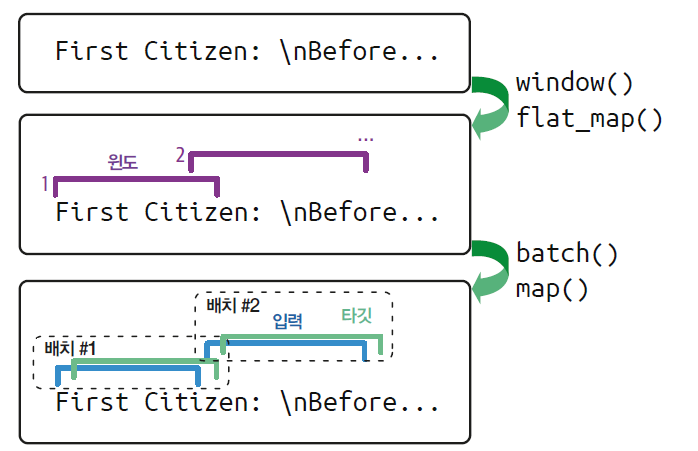 First Citizen: \nBefore...
window()
flat_map()
...
윈도
2
1
First Citizen: \nBefore...
batch()
map()
배치 #2
입력
타깃
배치 #1
First Citizen: \nBefore...